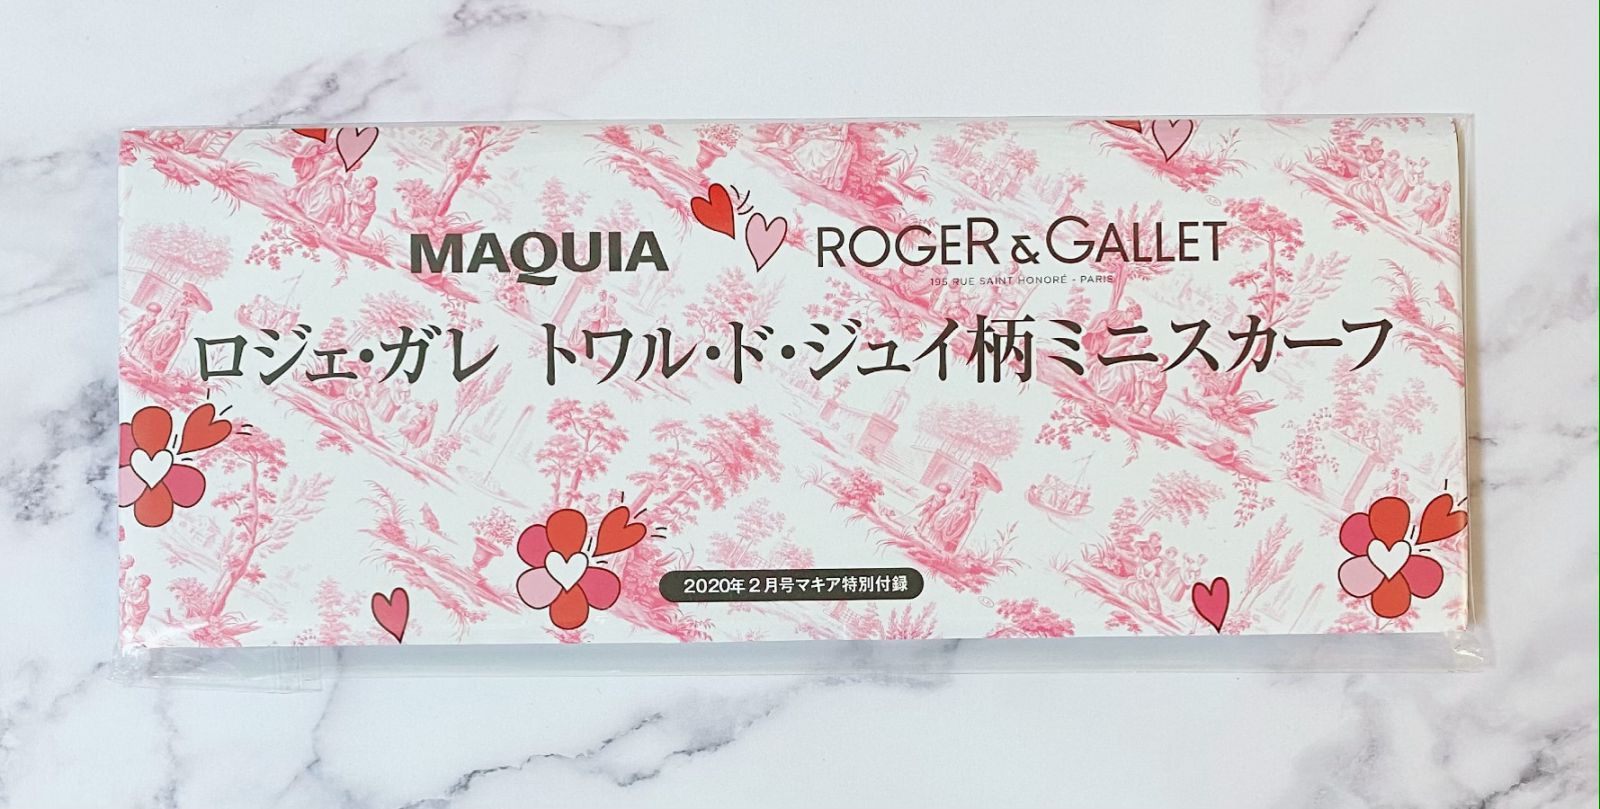 MAQUIA ROGER & GALLET
195 RUE SAINT HONORÉ - PARIS
ロジェ・ガレ トワル・ド・ジュイ柄ミニスカーフ
2020年2月号マキア特別付録